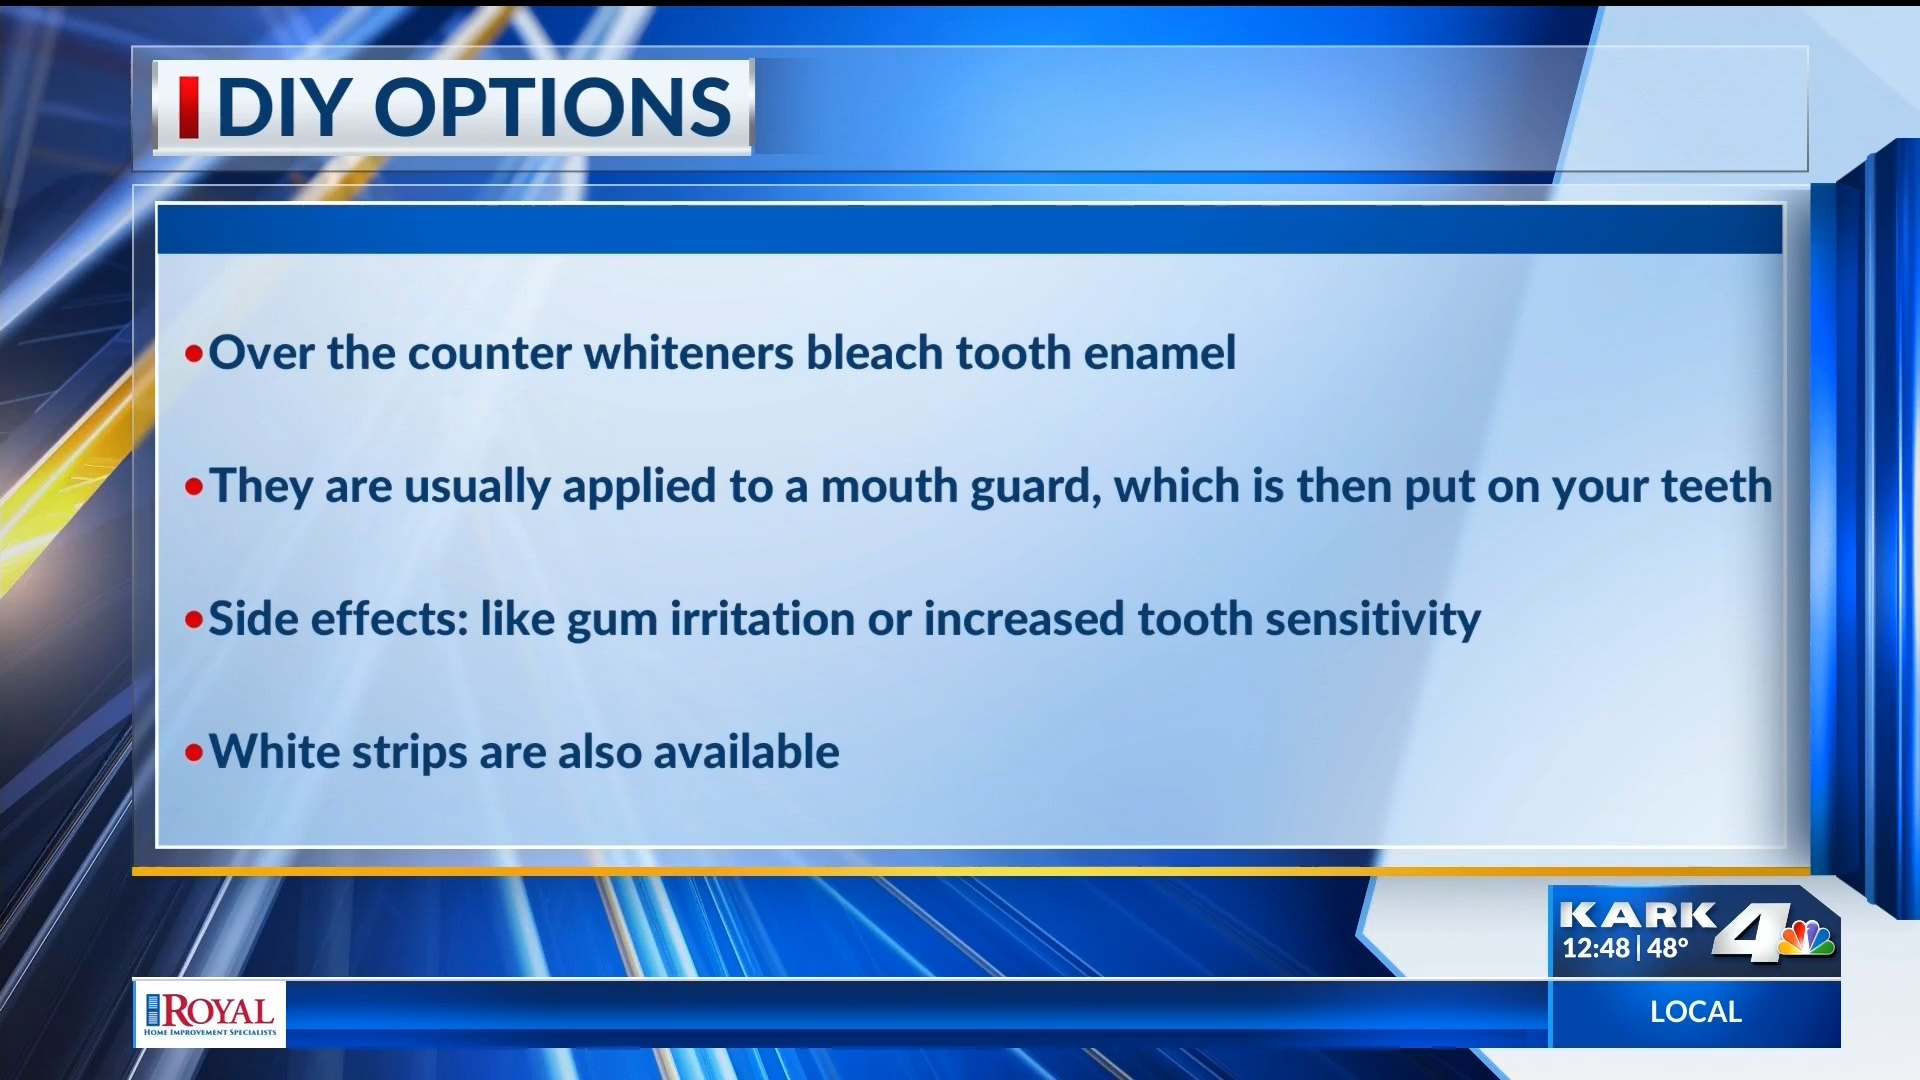 DIY OPTIONS
•Over the counter whiteners bleach tooth enamel
•They are usually applied to a mouth guard, which is then put on your teeth
•Side effects: like gum irritation or increased tooth sensitivity
•White strips are also available
KARK 4
12:48 | 48°
ROYAL
HOME IMPROVEMENT SPECIALISTS
LOCAL